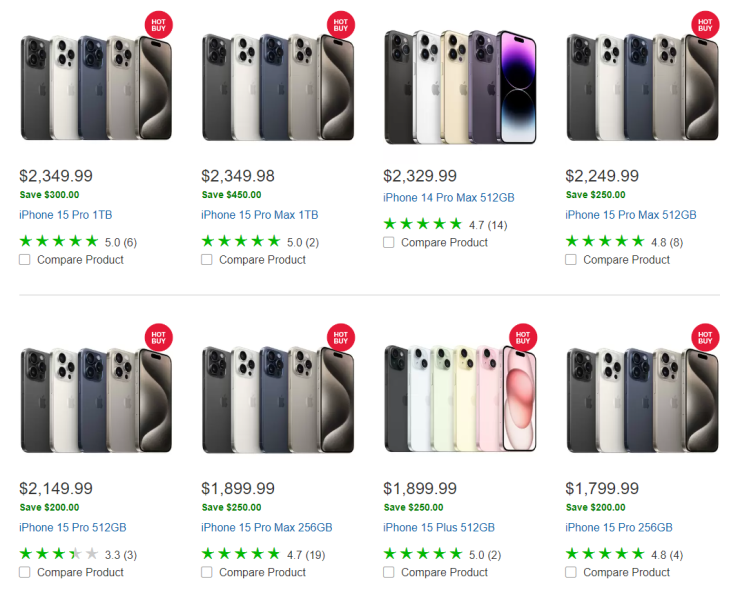 HOT
BUY
$2,349.99
Save $300.00
iPhone 15 Pro 1TB
5.0 (6)
Compare Product
HOT
BUY
$2,349.98
Save $450.00
iPhone 15 Pro Max 1TB
5.0 (2)
Compare Product
$2,329.99
iPhone 14 Pro Max 512GB
4.7 (14)
Compare Product
HOT
BUY
$2,249.99
Save $250.00
iPhone 15 Pro Max 512GB
4.8 (8)
Compare Product
HOT
BUY
$2,149.99
Save $200.00
iPhone 15 Pro 512GB
3.3 (3)
Compare Product
HOT
BUY
$1,899.99
Save $250.00
iPhone 15 Pro Max 256GB
4.7 (19)
Compare Product
HOT
BUY
$1,899.99
Save $250.00
iPhone 15 Plus 512GB
5.0 (2)
Compare Product
HOT
BUY
$1,799.99
Save $200.00
iPhone 15 Pro 256GB
4.8 (4)
Compare Product